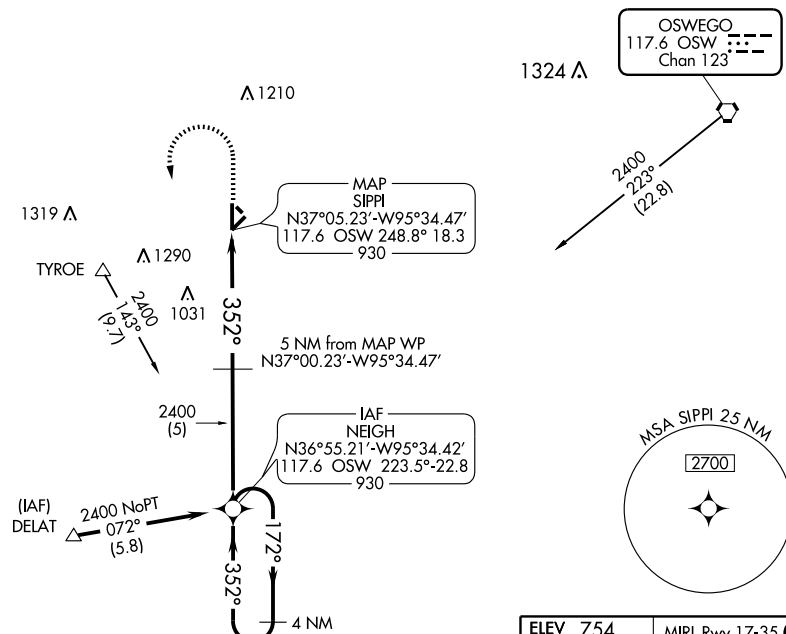 OSWEGO
117.6 OSW
Chan 123
1324
1210
2400
223°
(22.8)
MAP
SIPPI
N37°05.23'-W95°34.47'
117.6 OSW 248.8° 18.3
930
1319
1290
TYROE
1031
2400
143°
(9.7)
352°
5 NM from MAP WP
N37°00.23'-W95°34.47'
2400
(5)
IAF
NEIGH
N36°55.21'-W95°34.42'
117.6 OSW 223.5°-22.8
930
MSA SIPPI 25 NM
2700
(IAF)
DELAT
2400 NoPT
072°
(5.8)
172°
352°
4 NM
ELEV 754
MIRL Rwy 17-35